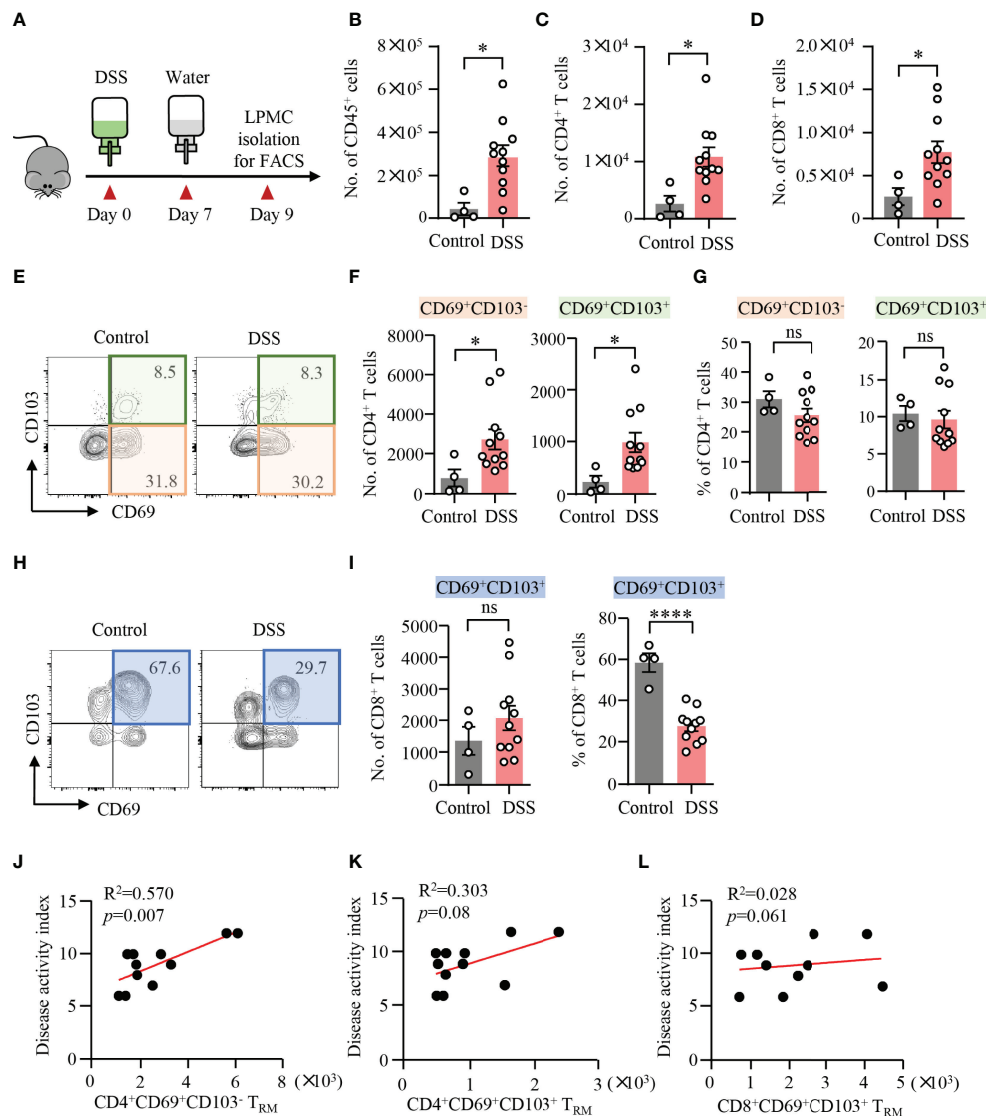 A
DSS
Water
LPMC
isolation
for FACS
Day 0
Day 7
Day 9
B
No. of CD45⁺ cells
8×10⁵
6×10⁵
4×10⁵
2×10⁵
0
*
Control DSS
C
No. of CD4⁺ T cells
3×10⁴
2×10⁴
1×10⁴
0
*
Control DSS
D
No. of CD8⁺ T cells
2.0×10⁴
1.5×10⁴
1.0×10⁴
0.5×10⁴
0
*
Control DSS
E
Control
DSS
8.5
8.3
31.8
30.2
CD103
CD69
F
CD69⁺CD103⁻
No. of CD4⁺ T cells
8000
6000
4000
2000
0
*
Control DSS
CD69⁺CD103⁺
3000
2000
1000
0
*
Control DSS
G
CD69⁺CD103⁻
% of CD4⁺ T cells
50
40
30
20
10
0
ns
Control DSS
CD69⁺CD103⁺
20
15
10
5
0
ns
Control DSS
H
Control
DSS
67.6
29.7
CD103
CD69
I
CD69⁺CD103⁺
No. of CD8⁺ T cells
5000
4000
3000
2000
1000
0
ns
Control DSS
CD69⁺CD103⁺
% of CD8⁺ T cells
80
60
40
20
0
****
Control DSS
J
R²=0.570
p=0.007
Disease activity index
15
10
5
0
0 2 4 6 8 (×10³)
CD4⁺CD69⁺CD103⁻ T_RM
K
R²=0.303
p=0.08
Disease activity index
15
10
5
0
0 1 2 3 (×10³)
CD4⁺CD69⁺CD103⁺ T_RM
L
R²=0.028
p=0.061
Disease activity index
15
10
5
0
0 1 2 3 4 5 (×10³)
CD8⁺CD69⁺CD103⁺ T_RM